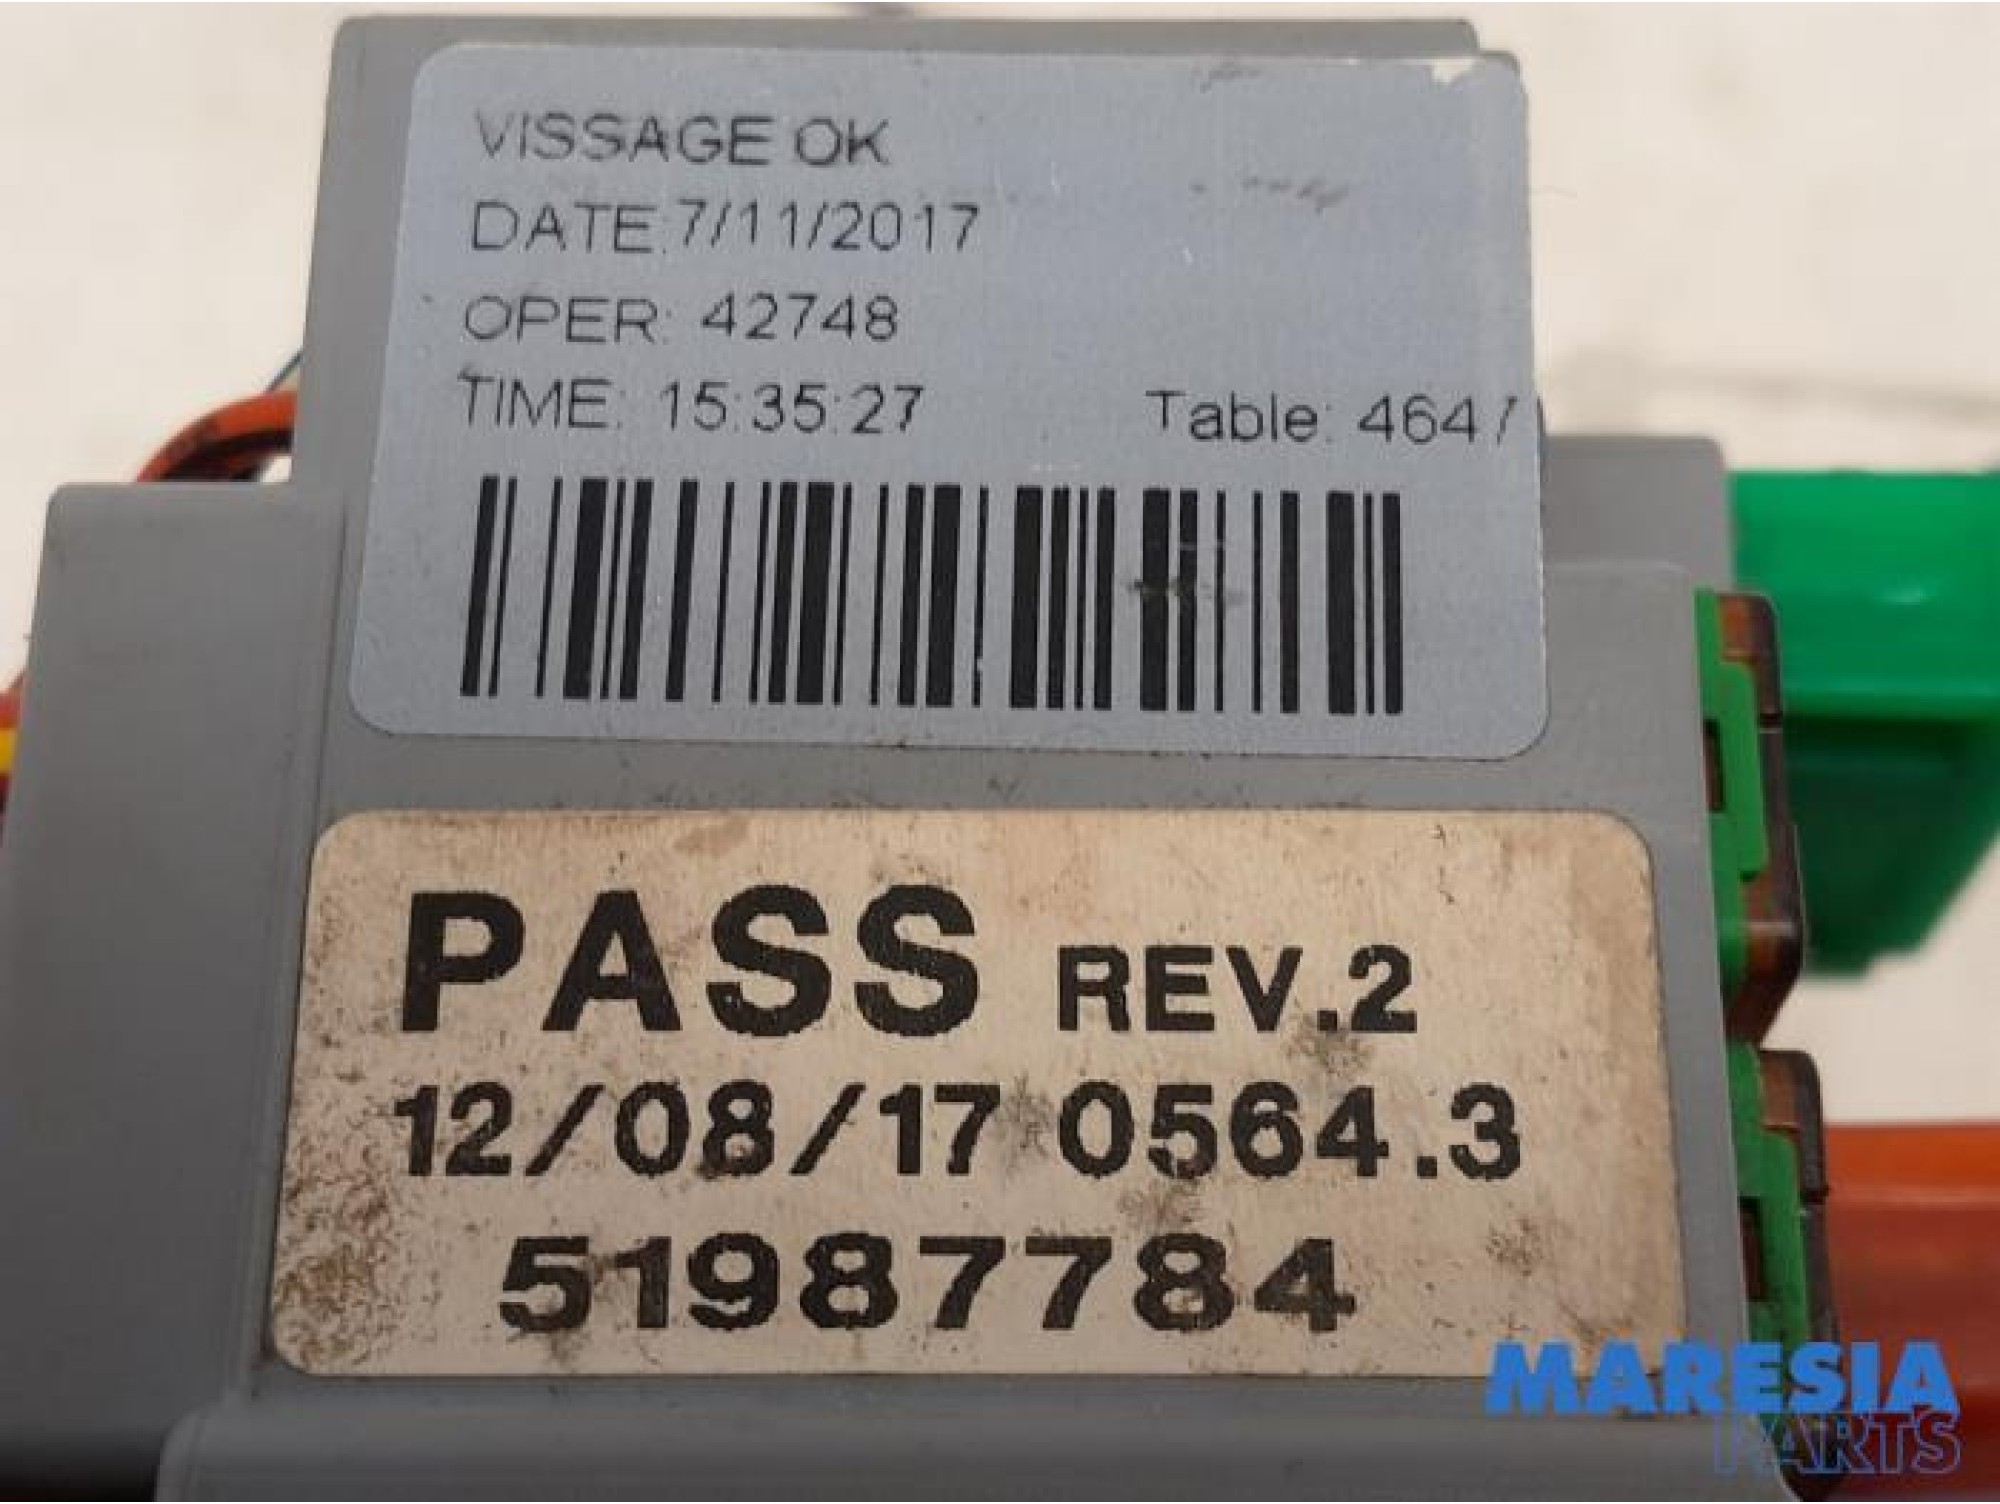 VISSAGE OK
DATE:7/11/2017
OPER: 42748
TIME: 15:35:27 Table: 464
PASS REV.2
12/08/17 0564.3
51987784
MARESIA
PARTS